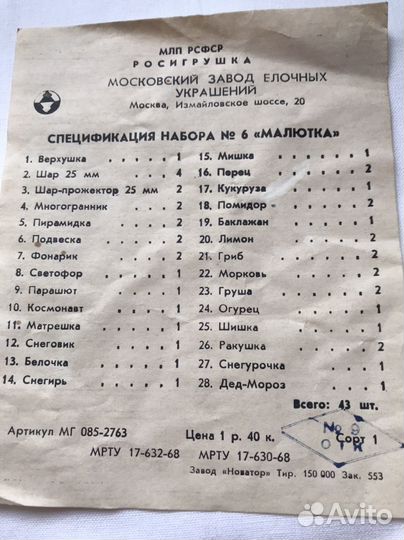 МЛП РСФСР
РОСИГРУШКА
МОСКОВСКИЙ ЗАВОД ЕЛОЧНЫХ
УКРАШЕНИЙ
Москва, Измайловское шоссе, 20
СПЕЦИФИКАЦИЯ НАБОРА № 6 «МАЛЮТКА»
1. Верхушка . . . . . 1
2. Шар 25 мм . . . . 4
3. Шар-прожектор 25 мм . 2
4. Многогранник . . . . 2
5. Пирамидка . . . . 2
6. Подвеска . . . . 2
7. Фонарик . . . . 2
8. Светофор . . . . 1
9. Парашют . . . . 1
10. Космонавт . . . . 1
11. Матрешка . . . . 1
12. Снеговик . . . . 1
13. Белочка . . . . 1
14. Снегирь . . . . 1
15. Мишка . . . . . 1
16. Перец . . . . . 2
17. Кукуруза . . . . 1
18. Помидор . . . . 2
19. Баклажан . . . . 1
20. Лимон . . . . . 2
21. Гриб . . . . . 2
22. Морковь . . . . 2
23. Груша . . . . . 2
24. Огурец . . . . . 1
25. Шишка . . . . . 1
26. Ракушка . . . . 2
27. Снегурочка . . . . 1
28. Дед-Мороз . . . . 1
Всего: 43 шт.
Артикул МГ 085-2763
Цена 1 р. 40 к.
Сорт 1
МРТУ 17-632-68
МРТУ 17-630-68
№ 9
ОТК
Завод «Новатор» Тир. 150 000 Зак. 553
Avito